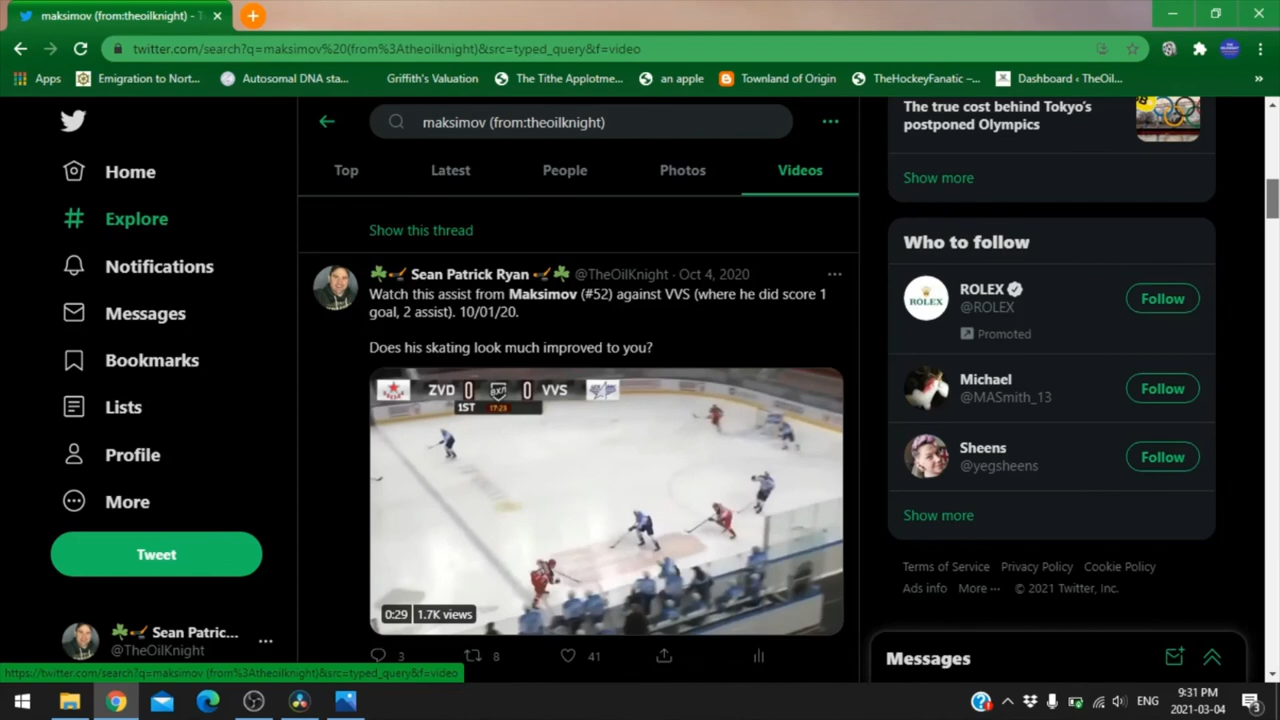 maksimov (from:theoilknight) - T
twitter.com/search?q=maksimov%20(from%3Atheoilknight)&src=typed_query&f=video
Apps
Emigration to Nort...
Autosomal DNA sta...
Griffith's Valuation
The Tithe Applotme...
an apple
Townland of Origin
TheHockeyFanatic –...
Dashboard ‹ TheOil...
»
maksimov (from:theoilknight)
Top
Latest
People
Photos
Videos
Home
Explore
Notifications
Messages
Bookmarks
Lists
Profile
More
Tweet
Sean Patric...
@TheOilKnight
Show this thread
Sean Patrick Ryan @TheOilKnight · Oct 4, 2020
Watch this assist from Maksimov (#52) against VVS (where he did score 1
goal, 2 assist). 10/01/20.
Does his skating look much improved to you?
ZVD 0 0 VVS
1ST 17:23
0:29 1.7K views
3
8
41
The true cost behind Tokyo's
postponed Olympics
Show more
Who to follow
ROLEX
ROLEX
@ROLEX
Promoted
Follow
Michael
@MASmith_13
Follow
Sheens
@yegsheens
Follow
Show more
Terms of Service Privacy Policy Cookie Policy
Ads info More ··· © 2021 Twitter, Inc.
Messages
https://twitter.com/search?q=maksimov (from%3Atheoilknight)&src=typed_query&f=video
ENG
9:31 PM
2021-03-04
3